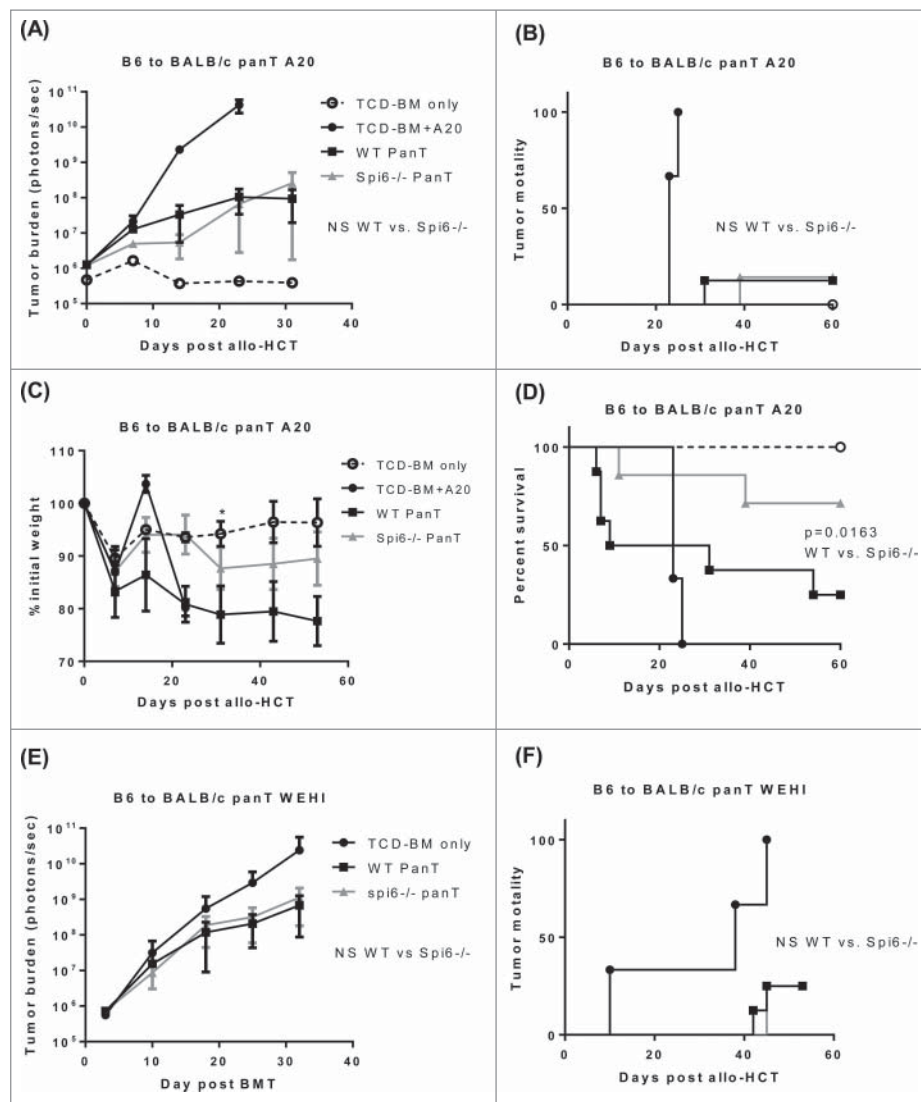 (A)
B6 to BALB/c panT A20
Tumor burden (photons/sec)
10^11
10^10
10^9
10^8
10^7
10^6
10^5
0 10 20 30 40
Days post allo-HCT
TCD-BM only
TCD-BM+A20
WT PanT
Spi6-/- PanT
NS WT vs. Spi6-/-
(B)
B6 to BALB/c panT A20
Tumor motality
100
50
0
0 20 40 60
Days post allo-HCT
NS WT vs. Spi6-/-
(C)
B6 to BALB/c panT A20
% initial weight
110
100
90
80
70
0 20 40 60
Days post allo-HCT
*
TCD-BM only
TCD-BM+A20
WT PanT
Spi6-/- PanT
(D)
B6 to BALB/c panT A20
Percent survival
100
50
0
0 20 40 60
Days post allo-HCT
p=0.0163
WT vs. Spi6-/-
(E)
B6 to BALB/c panT WEHI
Tumor burden (photons/sec)
10^11
10^10
10^9
10^8
10^7
10^6
10^5
0 10 20 30 40
Day post BMT
TCD-BM only
WT PanT
spi6-/- panT
NS WT vs Spi6-/-
(F)
B6 to BALB/c panT WEHI
Tumor motality
100
50
0
0 20 40 60
Days post allo-HCT
NS WT vs. Spi6-/-